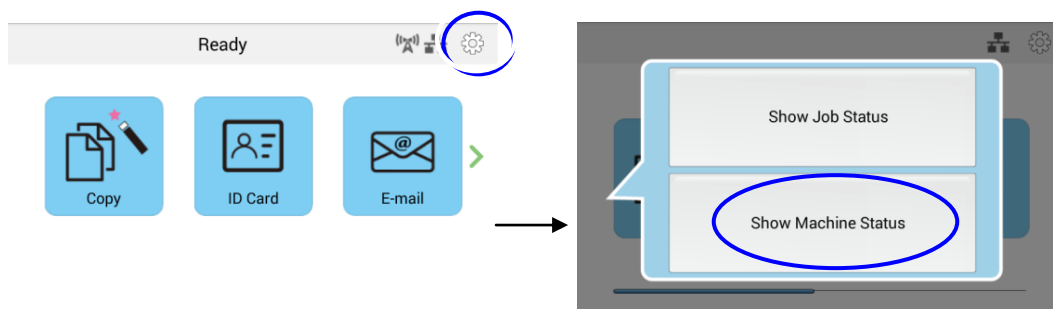 Ready
Copy
ID Card
@
E-mail
Show Job Status
Show Machine Status